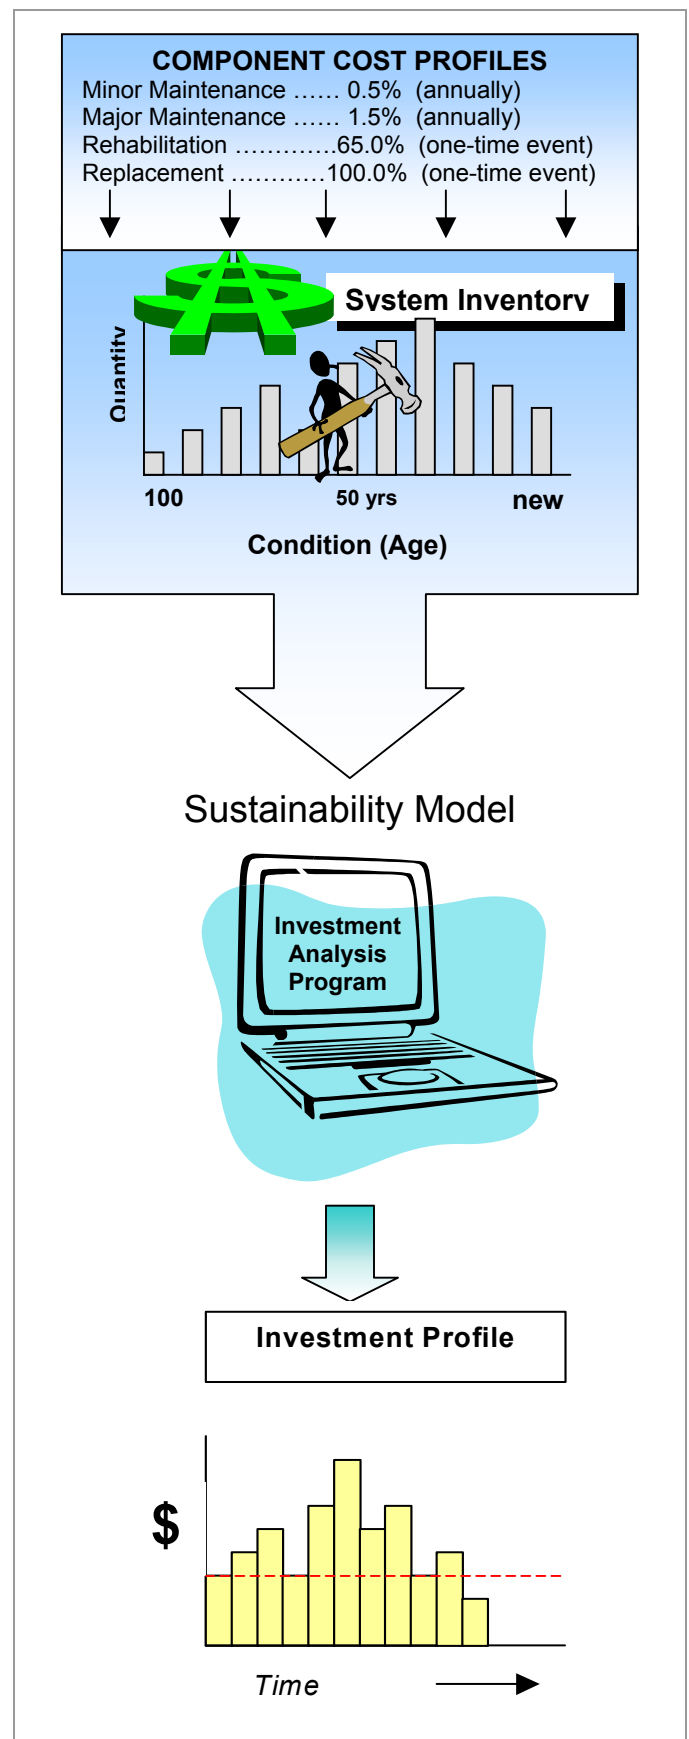 COMPONENT COST PROFILES
Minor Maintenance …… 0.5% (annually)
Major Maintenance …… 1.5% (annually)
Rehabilitation ………….65.0% (one-time event)
Replacement …………100.0% (one-time event)
System Inventory
Quantity
100 50 yrs new
Condition (Age)
Sustainability Model
Investment
Analysis
Program
Investment Profile
$
Time